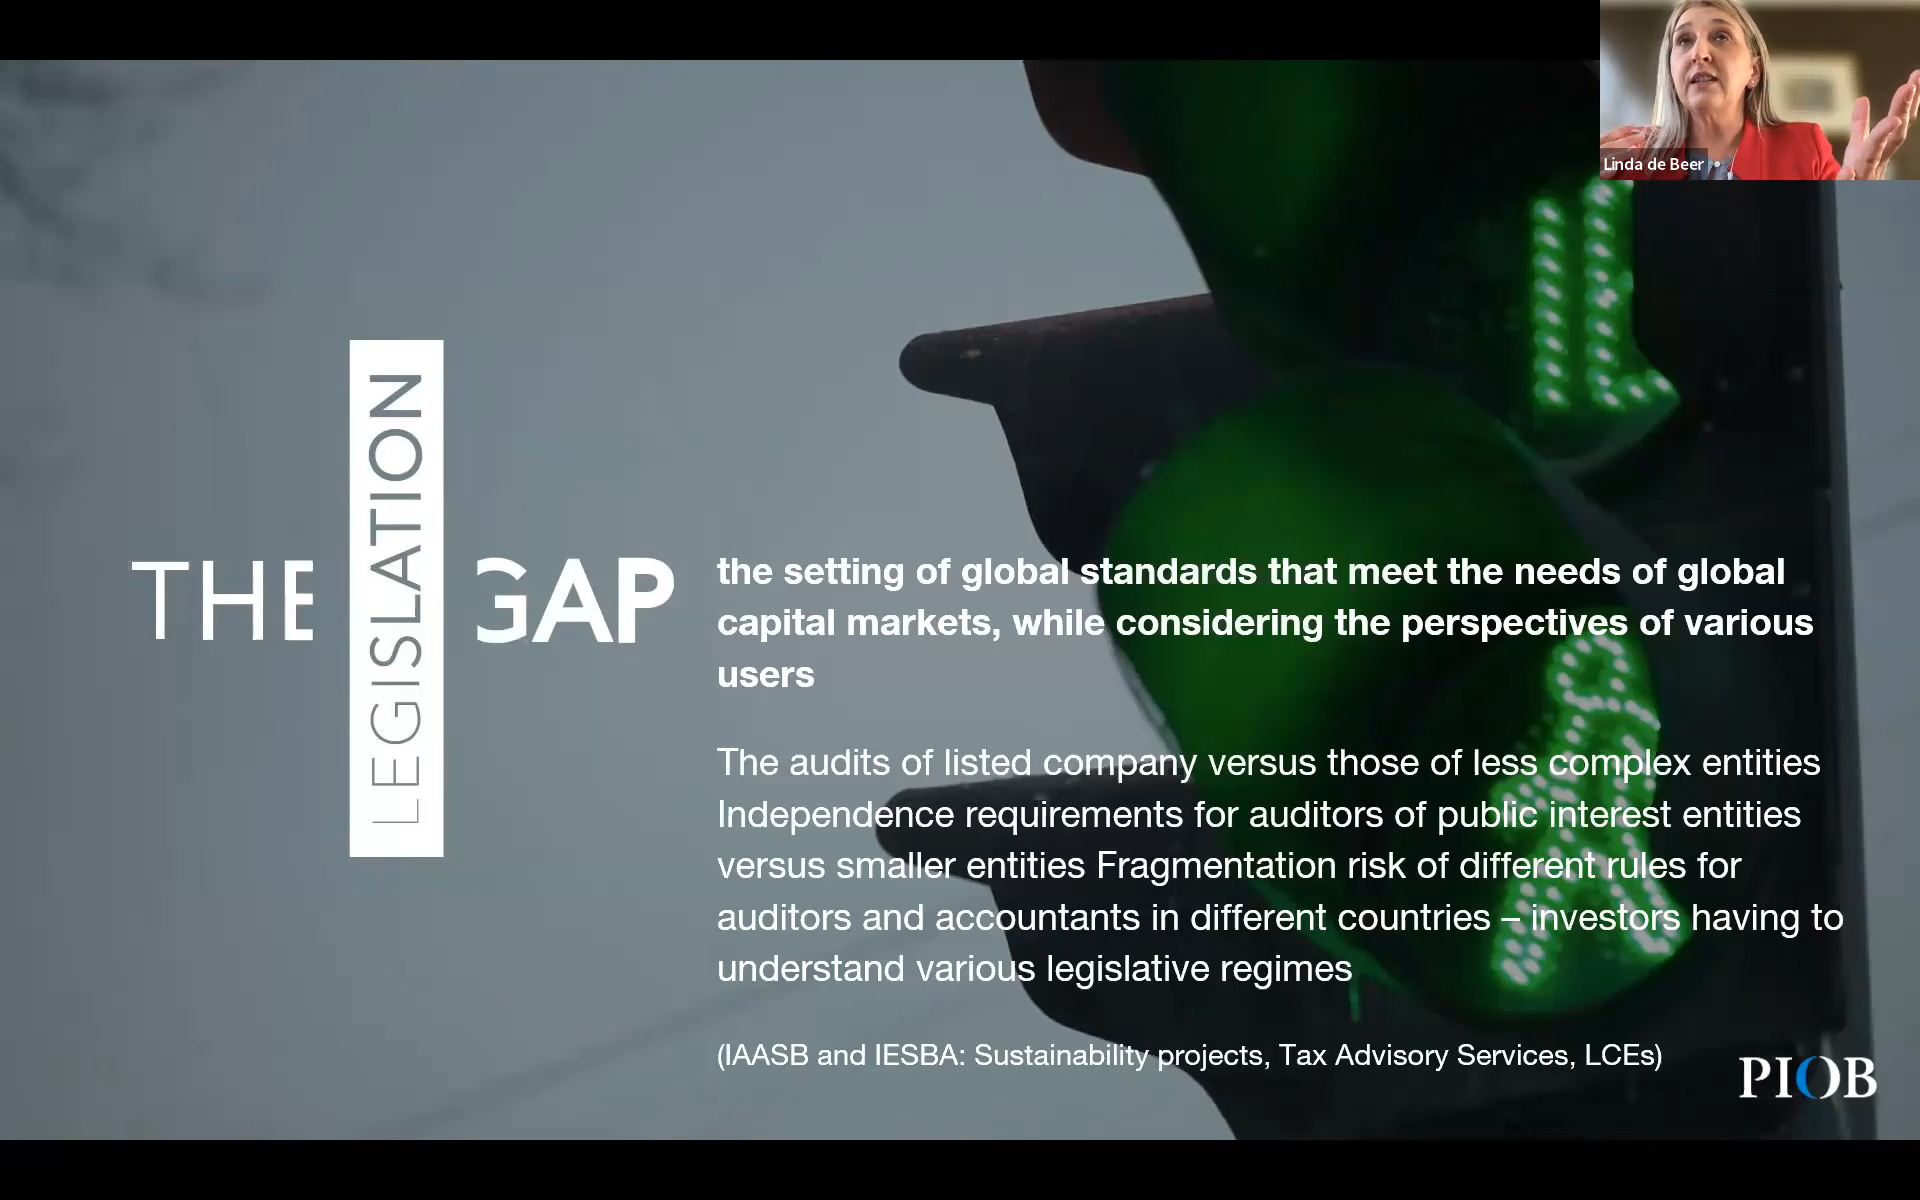 Linda de Beer
THE LEGISLATION GAP
the setting of global standards that meet the needs of global
capital markets, while considering the perspectives of various
users
The audits of listed company versus those of less complex entities
Independence requirements for auditors of public interest entities
versus smaller entities Fragmentation risk of different rules for
auditors and accountants in different countries – investors having to
understand various legislative regimes
(IAASB and IESBA: Sustainability projects, Tax Advisory Services, LCEs)
PIOB